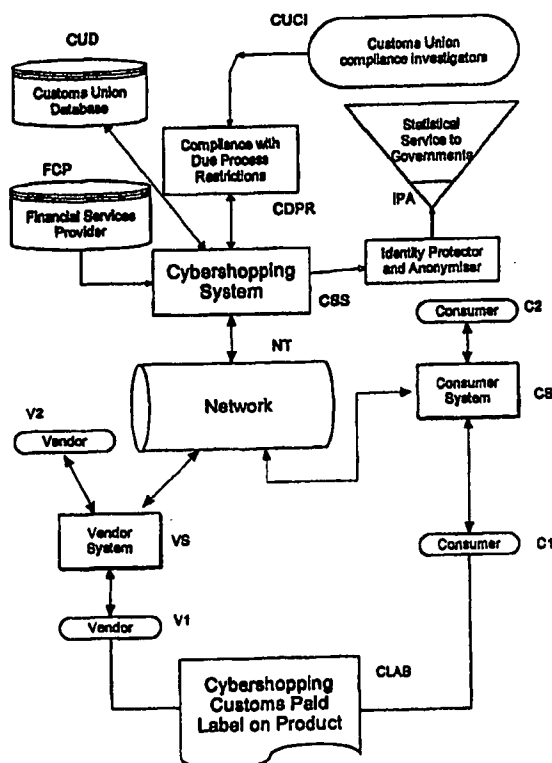 CUCI
CUD
Customs Union
compliance investigators
Customs Union
Database
Statistical
Service to
Governments
Compliance with
Due Process
Restrictions
FCP
IPA
CDPR
Financial Services
Provider
Identity Protector
and Anonymiser
Cybershopping
System
CSS
C2
Consumer
NT
Consumer
System
CS
Network
V2
Vendor
Vendor
System
VS
Consumer
C1
Vendor
V1
CLAB
Cybershopping
Customs Paid
Label on Product